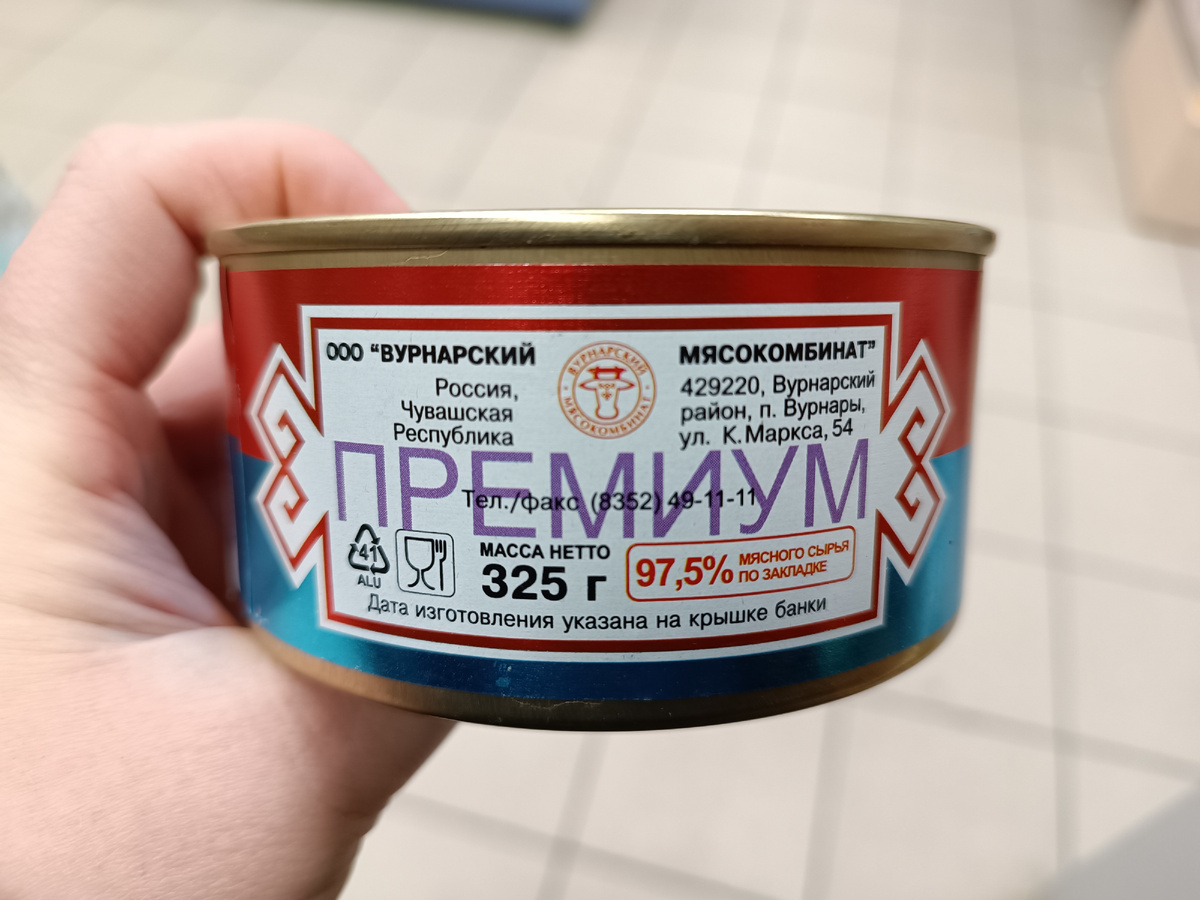 ООО “ВУРНАРСКИЙ МЯСОКОМБИНАТ”
Россия,
Чувашская
Республика
ВУРНАРСКИЙ
МЯСОКОМБИНАТ
429220, Вурнарский
район, п. Вурнары,
ул. К.Маркса, 54
ПРЕМИУМ
Тел./факс (8352) 49-11-11
41
ALU
МАССА НЕТТО
325 г
97,5% МЯСНОГО СЫРЬЯ
ПО ЗАКЛАДКЕ
Дата изготовления указана на крышке банки